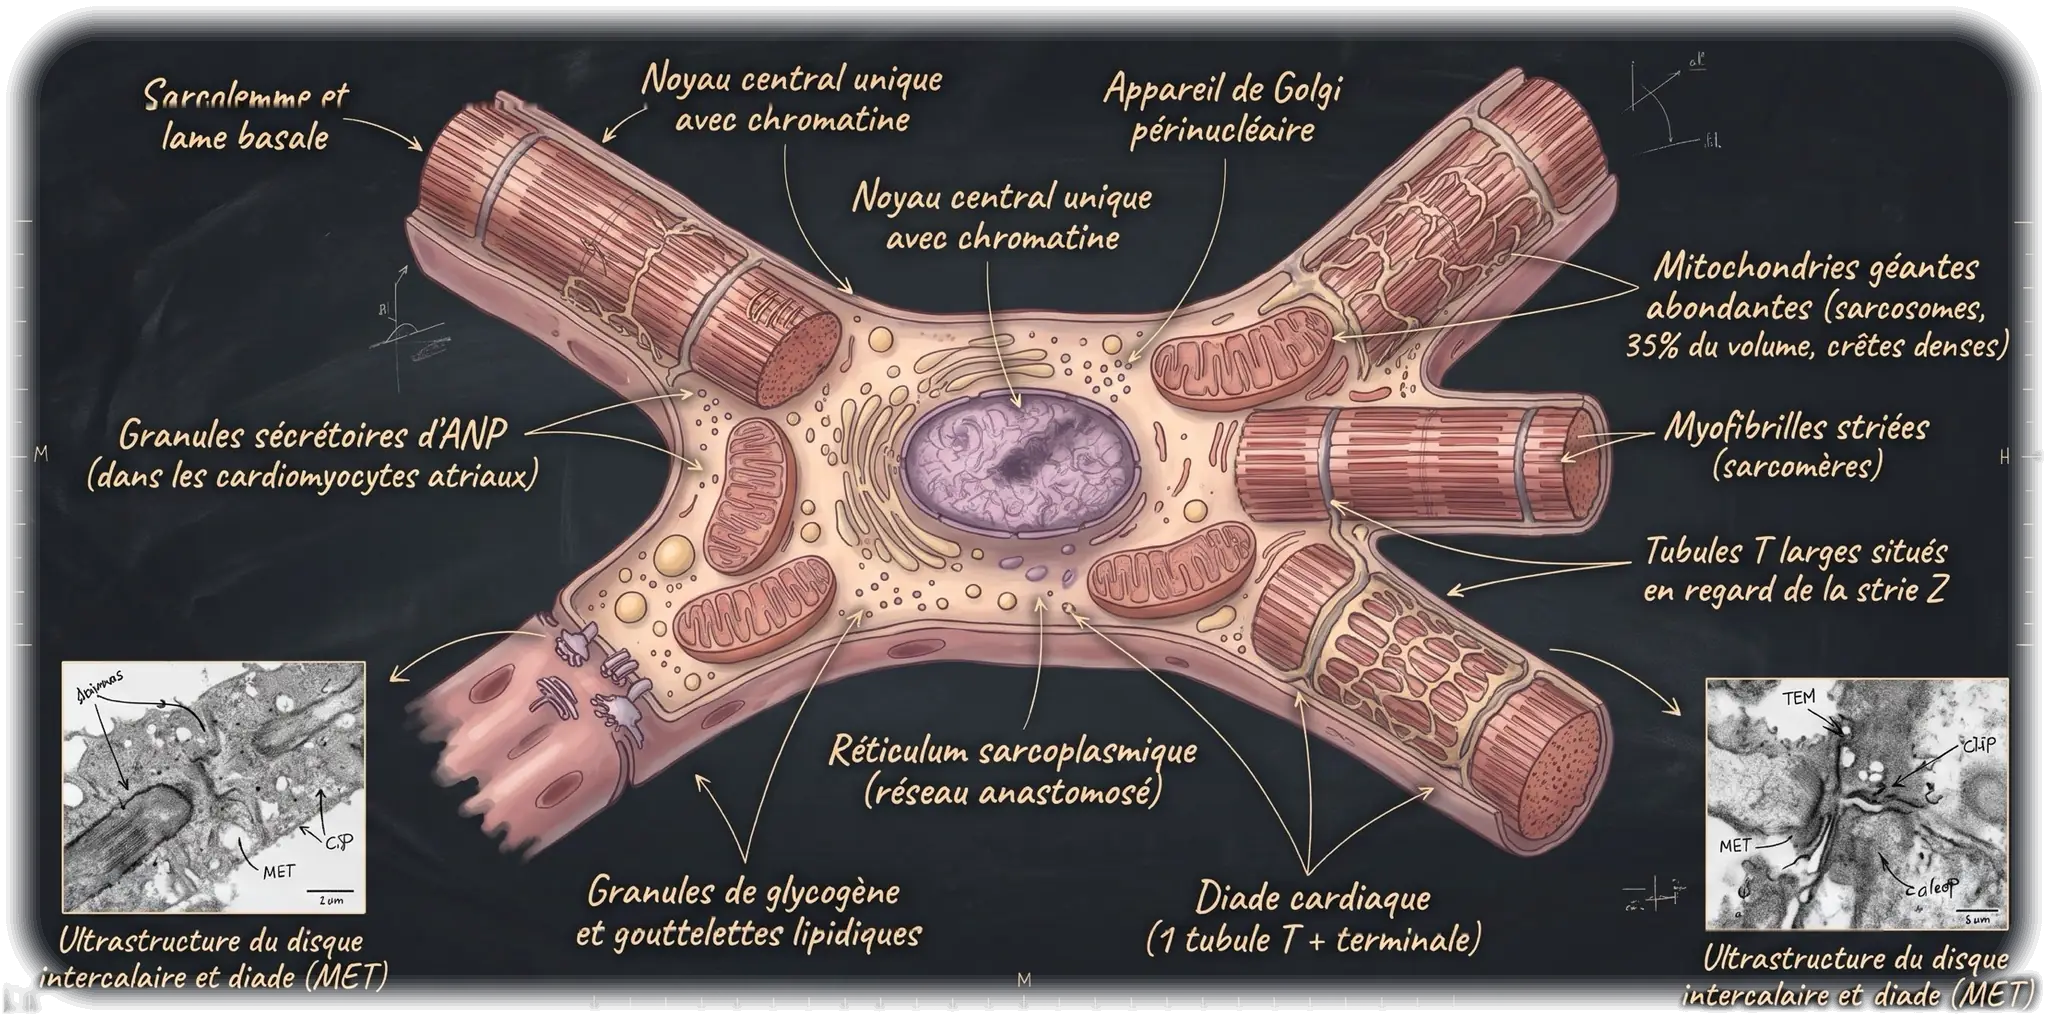 Sarcolemme et
lame basale
Noyau central unique
avec chromatine
Appareil de Golgi
périnucléaire
Noyau central unique
avec chromatine
Mitochondries géantes
abondantes (sarcosomes,
35% du volume, crêtes denses)
Granules sécrétoires d'ANP
(dans les cardiomyocytes atriaux)
Myofibrilles striées
(sarcomères)
Tubules T larges situés
en regard de la strie Z
M
H
Réticulum sarcoplasmique
(réseau anastomosé)
Granules de glycogène
et gouttelettes lipidiques
Diade cardiaque
(1 tubule T + terminale)
MET
2um
Ultrastructure du disque
intercalaire et diade (MET)
TEM
MET
5um
Ultrastructure du disque
intercalaire et diade (MET)
M